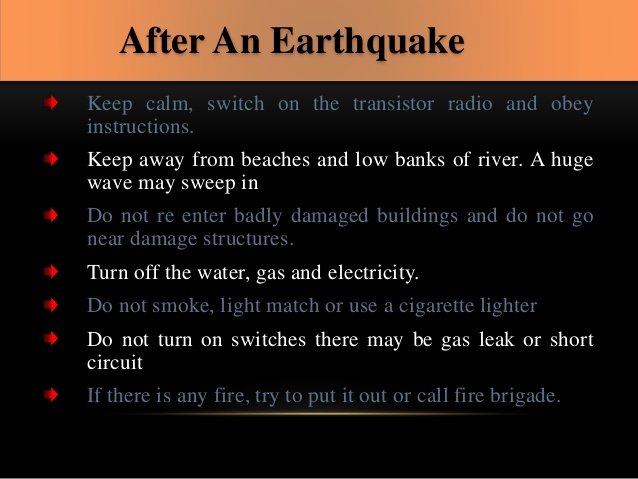 After An Earthquake
Keep calm, switch on the transistor radio and obey
instructions.
Keep away from beaches and low banks of river. A huge
wave may sweep in
Do not re enter badly damaged buildings and do not go
near damage structures.
Turn off the water, gas and electricity.
Do not smoke, light match or use a cigarette lighter
Do not turn on switches there may be gas leak or short
circuit
If there is any fire, try to put it out or call fire brigade.